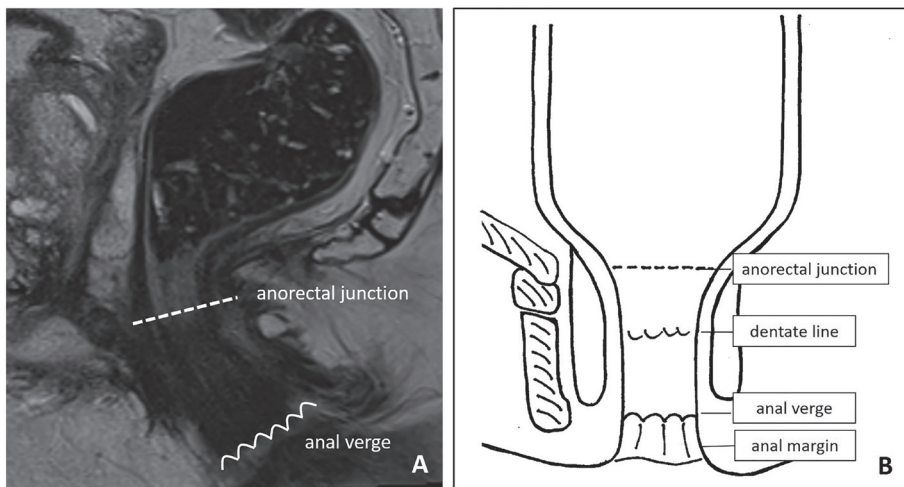 anorectal junction
anal verge
A
anorectal junction
dentate line
anal verge
anal margin
B